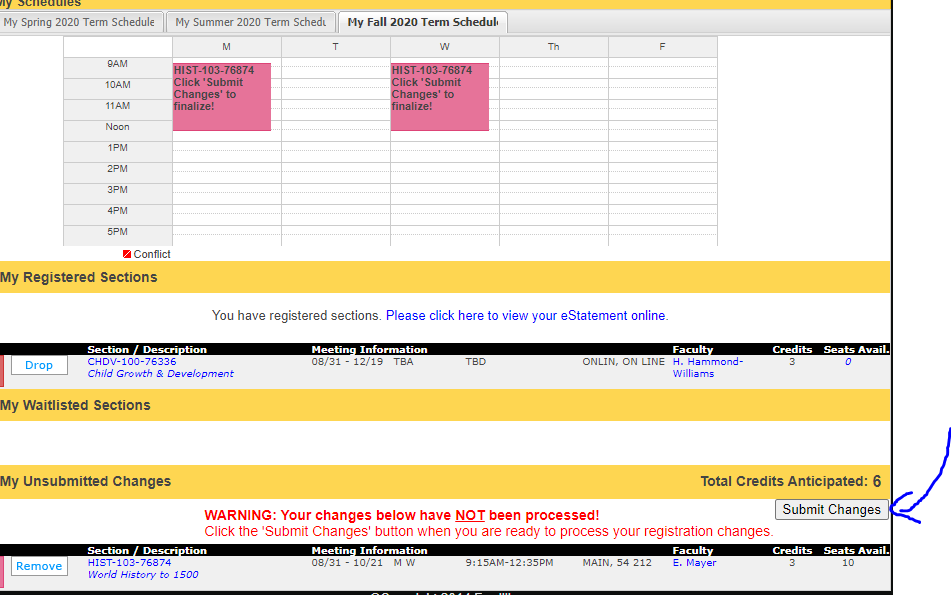 My Schedules
My Spring 2020 Term Schedule My Summer 2020 Term Schedu My Fall 2020 Term Schedule
M T W Th F
9AM
10AM
11AM
Noon
1PM
2PM
3PM
4PM
5PM
HIST-103-76874
Click 'Submit
Changes' to
finalize!
HIST-103-76874
Click 'Submit
Changes' to
finalize!
Conflict
My Registered Sections
You have registered sections. Please click here to view your eStatement online.
Section / Description Meeting Information Faculty Credits Seats Avail.
Drop CHDV-100-76336 08/31 - 12/19 TBA TBD ONLIN, ON LINE H. Hammond- 3 0
Child Growth & Development Williams
My Waitlisted Sections
My Unsubmitted Changes Total Credits Anticipated: 6
Submit Changes
WARNING: Your changes below have NOT been processed!
Click the 'Submit Changes' button when you are ready to process your registration changes.
Section / Description Meeting Information Faculty Credits Seats Avail.
Remove HIST-103-76874 08/31 - 10/21 M W 9:15AM-12:35PM MAIN, 54 212 E. Mayer 3 10
World History to 1500